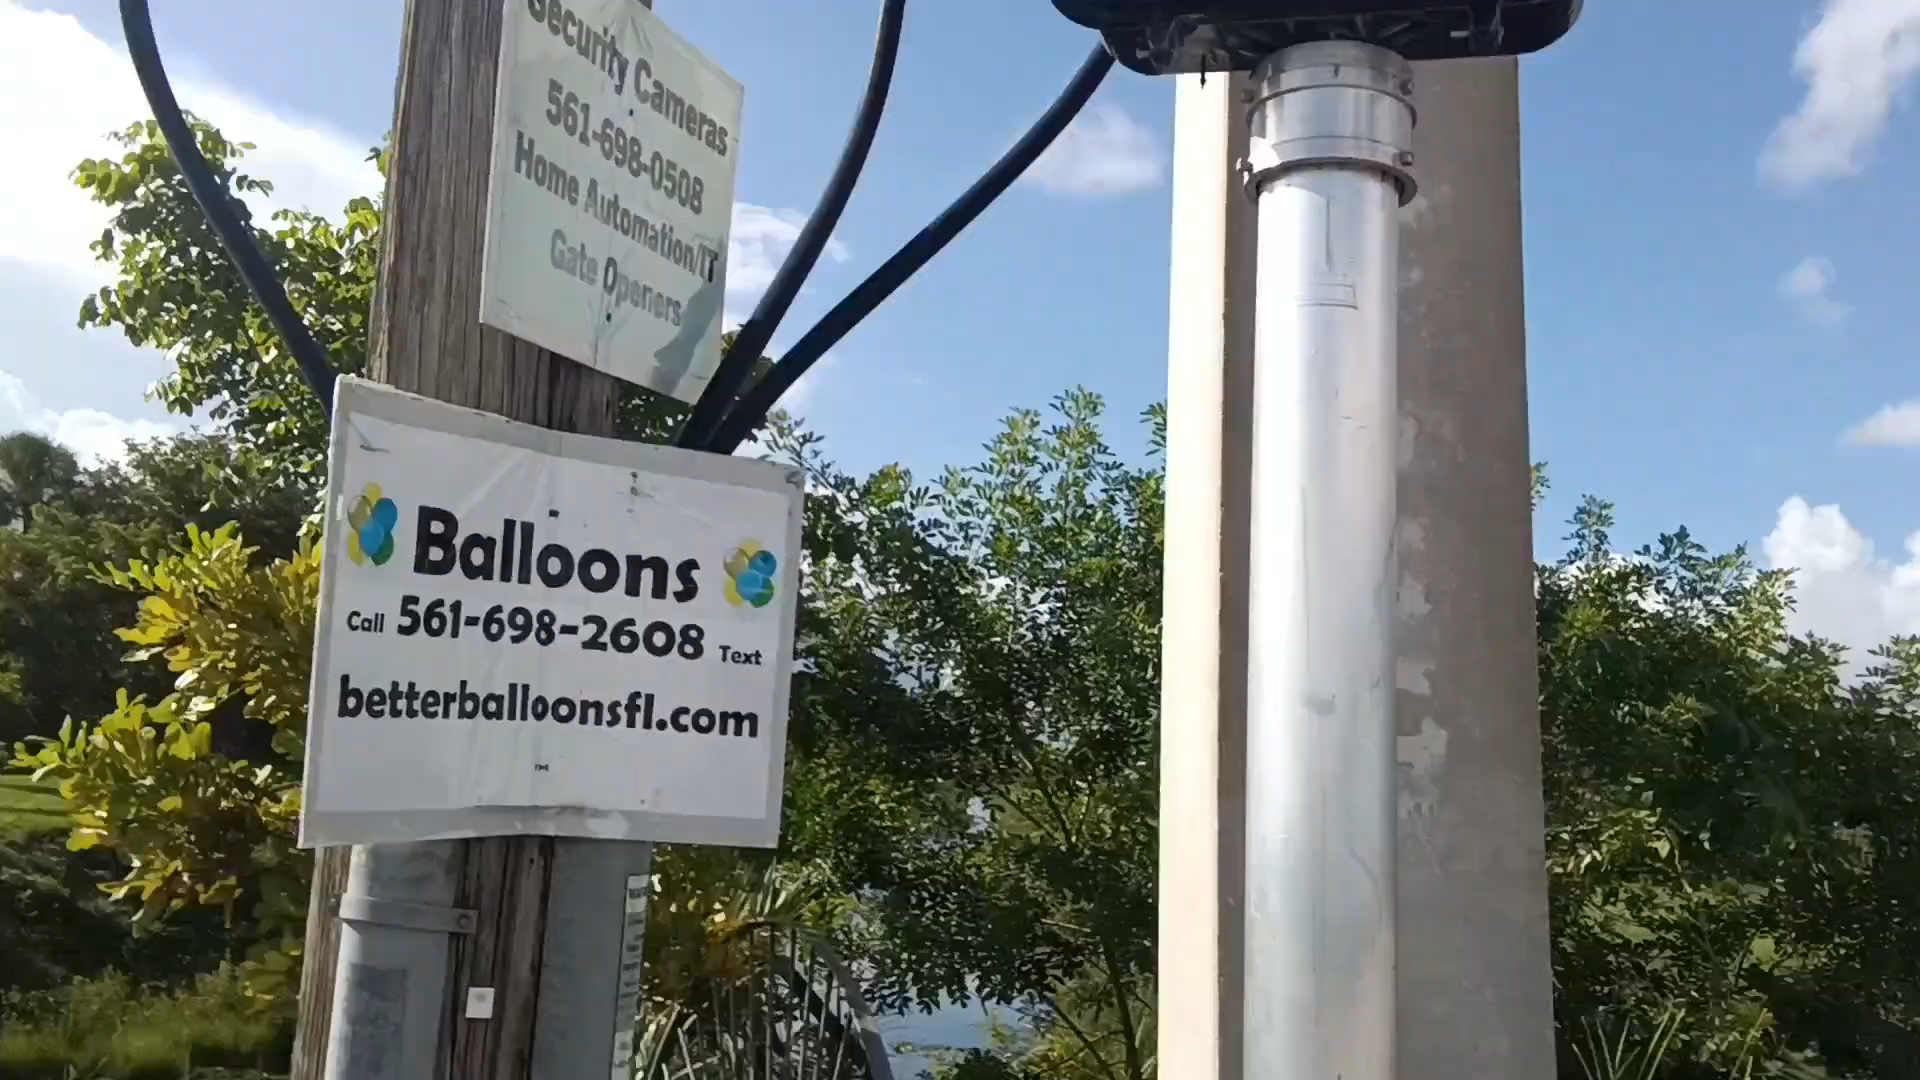 Security Cameras
561-698-0508
Home Automation/IT
Gate Openers
Balloons
Call 561-698-2608 Text
betterballoonsfl.com